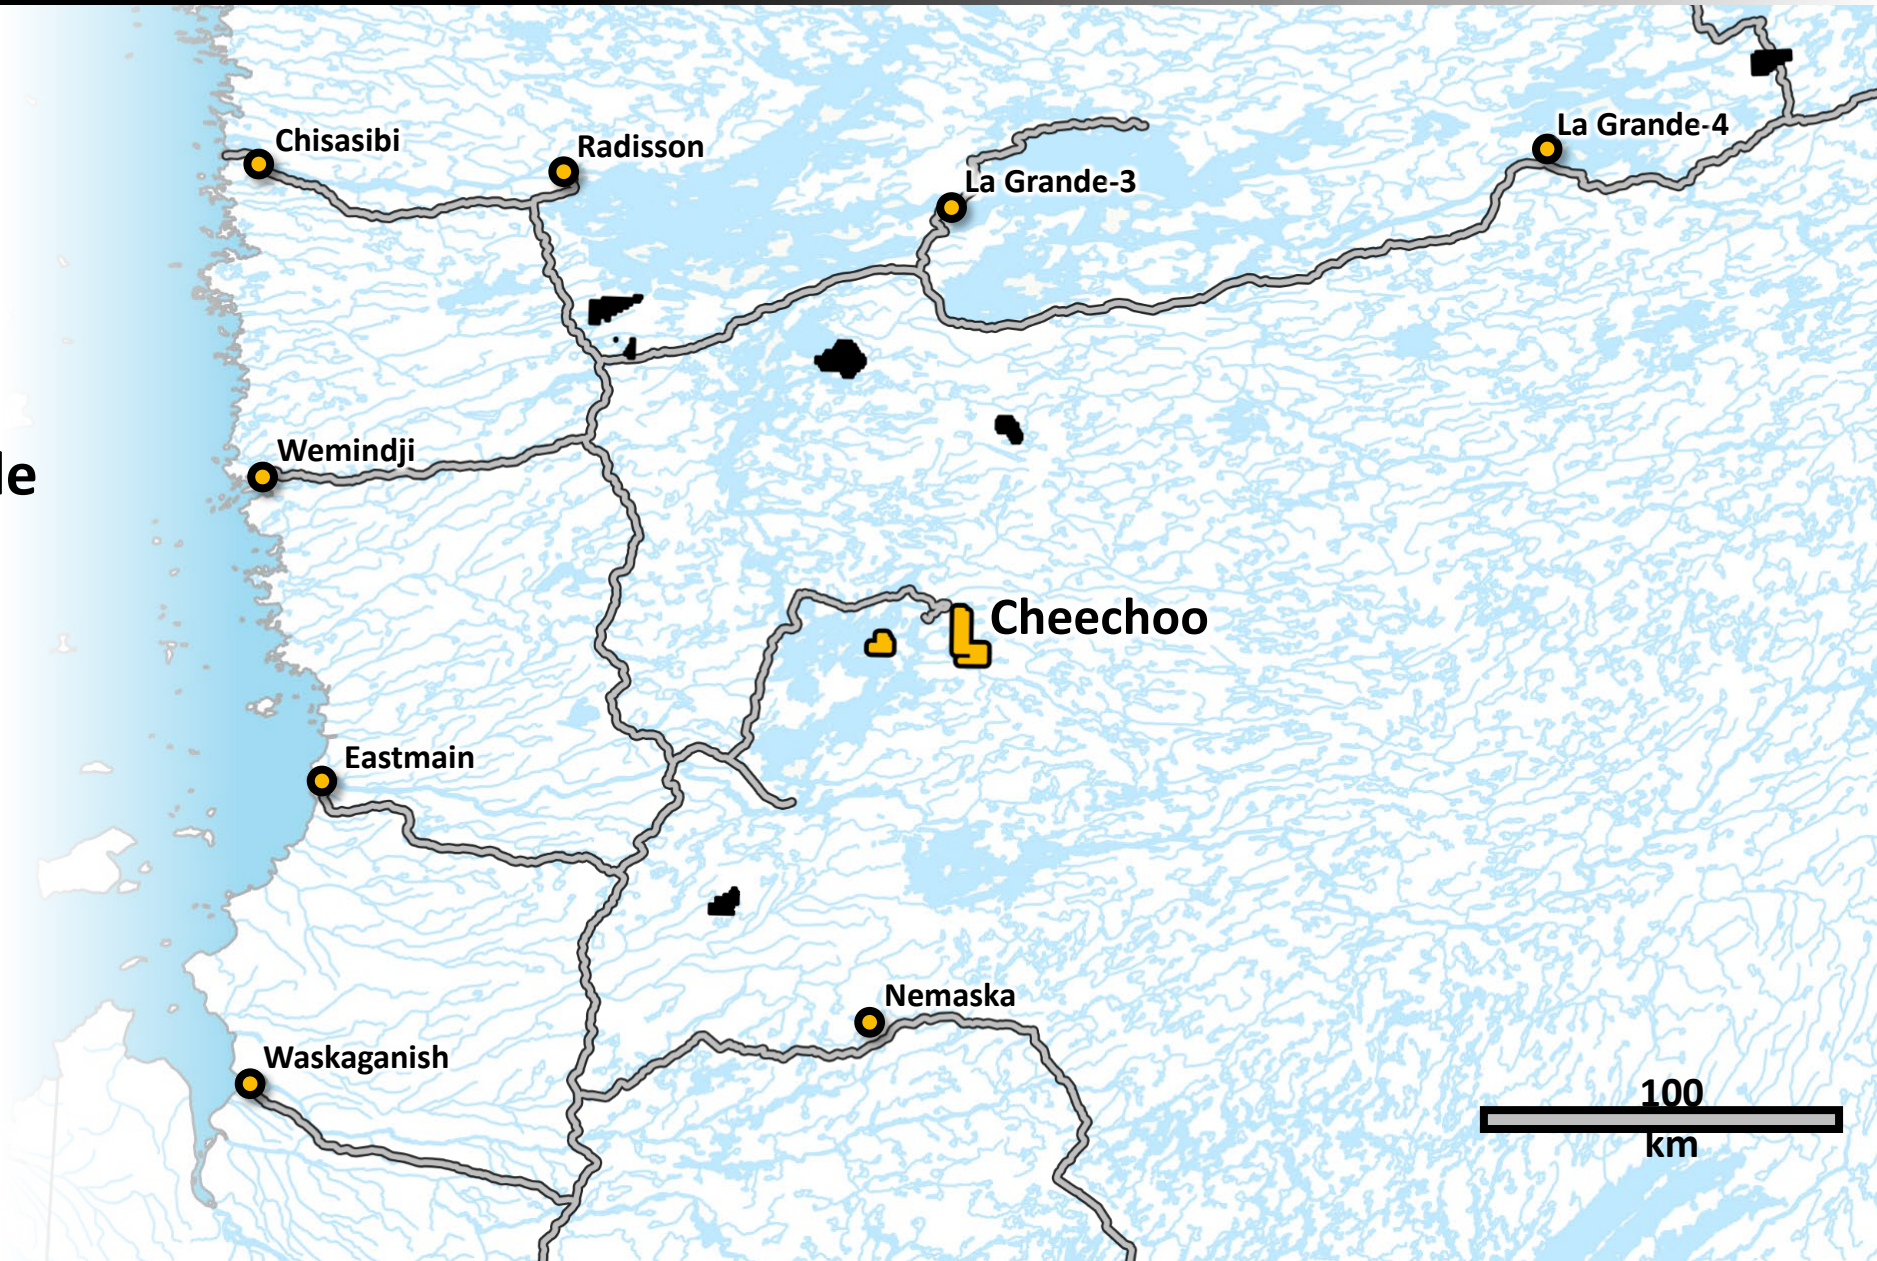 La Grande-4
Chisasibi
Radisson
La Grande-3
Wemindji
Cheechoo
Eastmain
Nemaska
Waskaganish
100
km